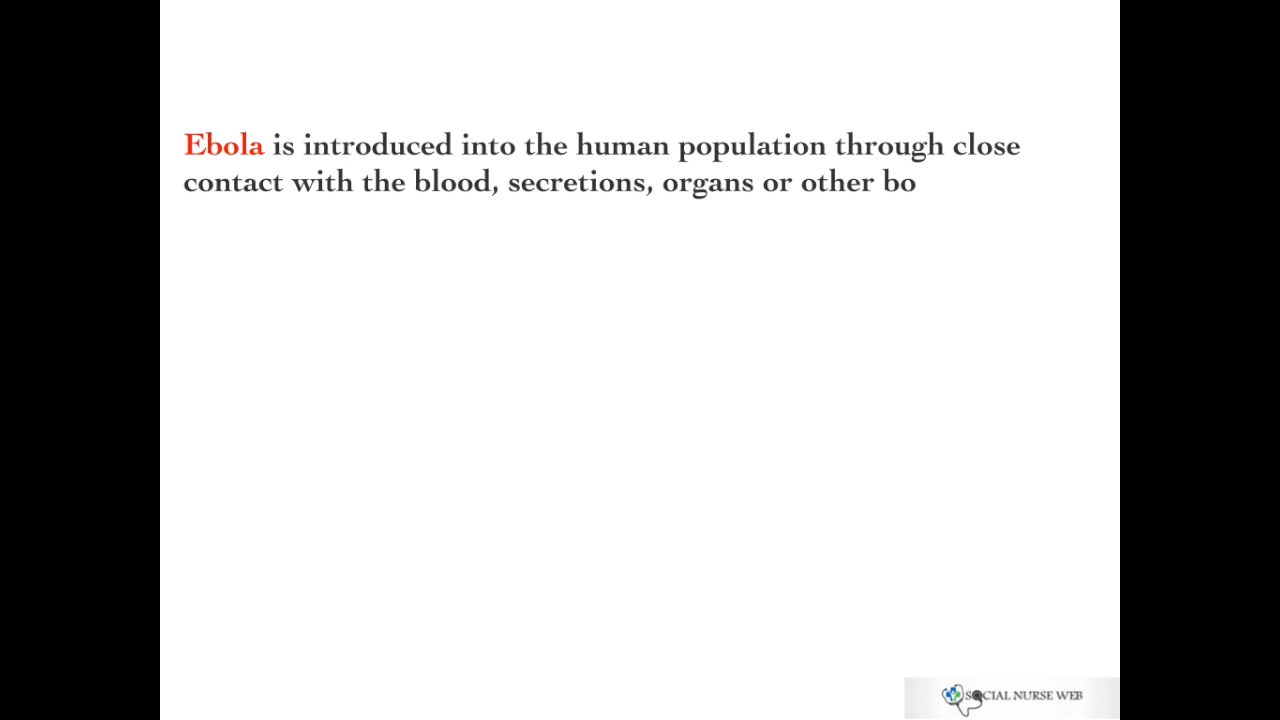 Ebola is introduced into the human population through close
contact with the blood, secretions, organs or other bo
SOCIAL NURSE WEB